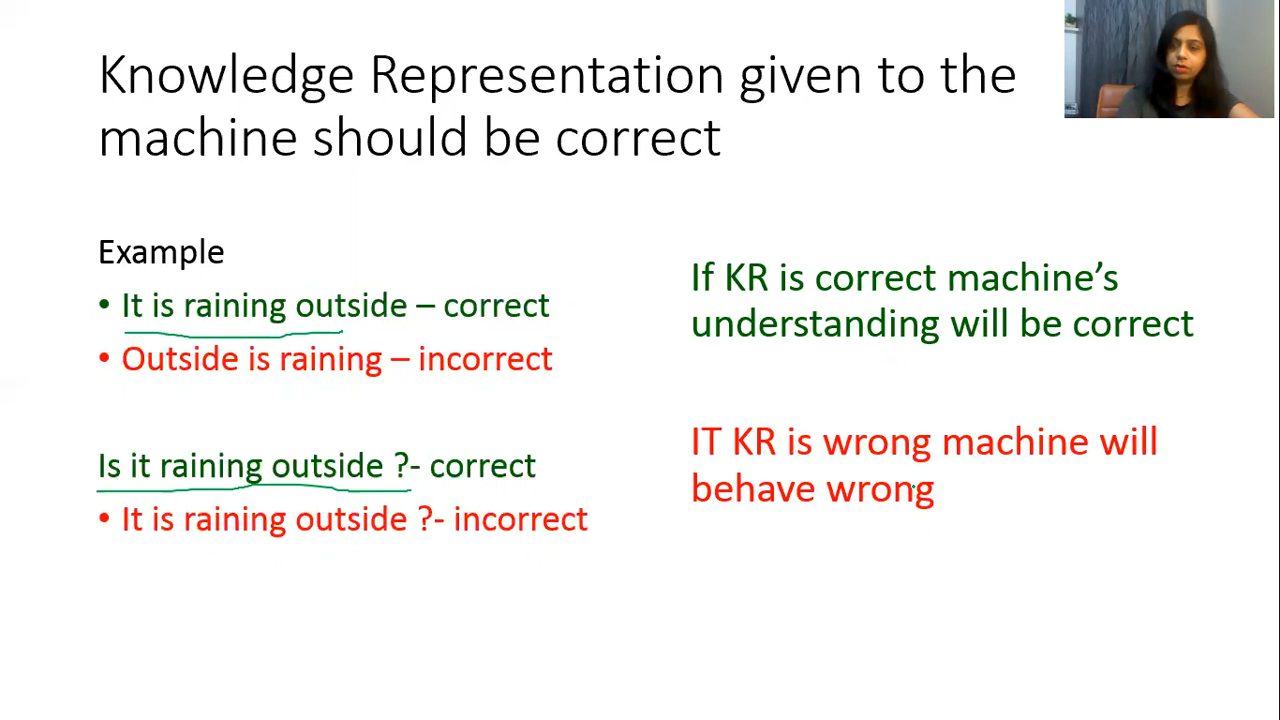 Knowledge Representation given to the
machine should be correct
Example
• It is raining outside – correct
• Outside is raining – incorrect
Is it raining outside ?- correct
• It is raining outside ?- incorrect
If KR is correct machine’s
understanding will be correct
IT KR is wrong machine will
behave wrong